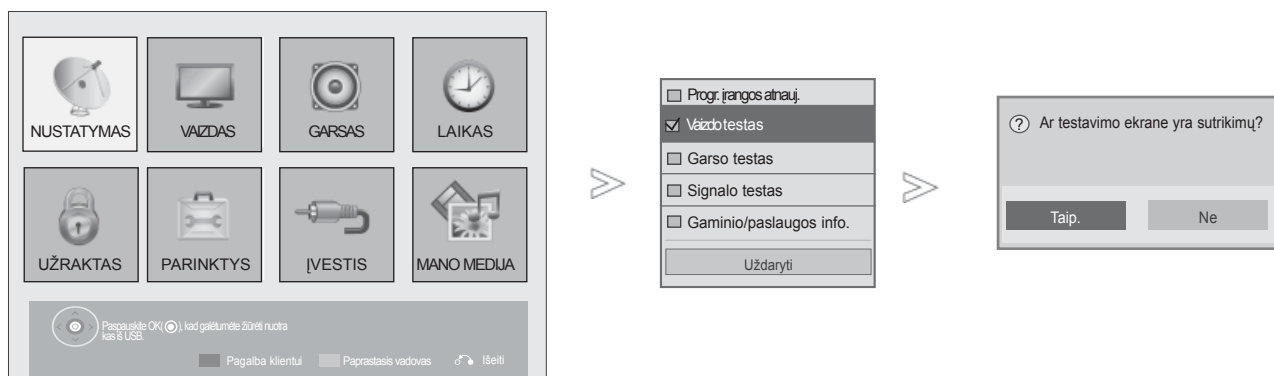 NUSTATYMAS
VAIZDAS
GARSAS
LAIKAS
UŽRAKTAS
PARINKTYS
ĮVESTIS
MANO MEDIJA
Paspauskite OK( ), kad galėtumėte žiūrėti nuotra
kas iš USB.
Pagalba klientui
Paprastasis vadovas
Išeiti
Progr. įrangos atnauj.
Vaizdo testas
Garso testas
Signalo testas
Gaminio/paslaugos info.
Uždaryti
? Ar testavimo ekrane yra sutrikimų?
Taip.
Ne